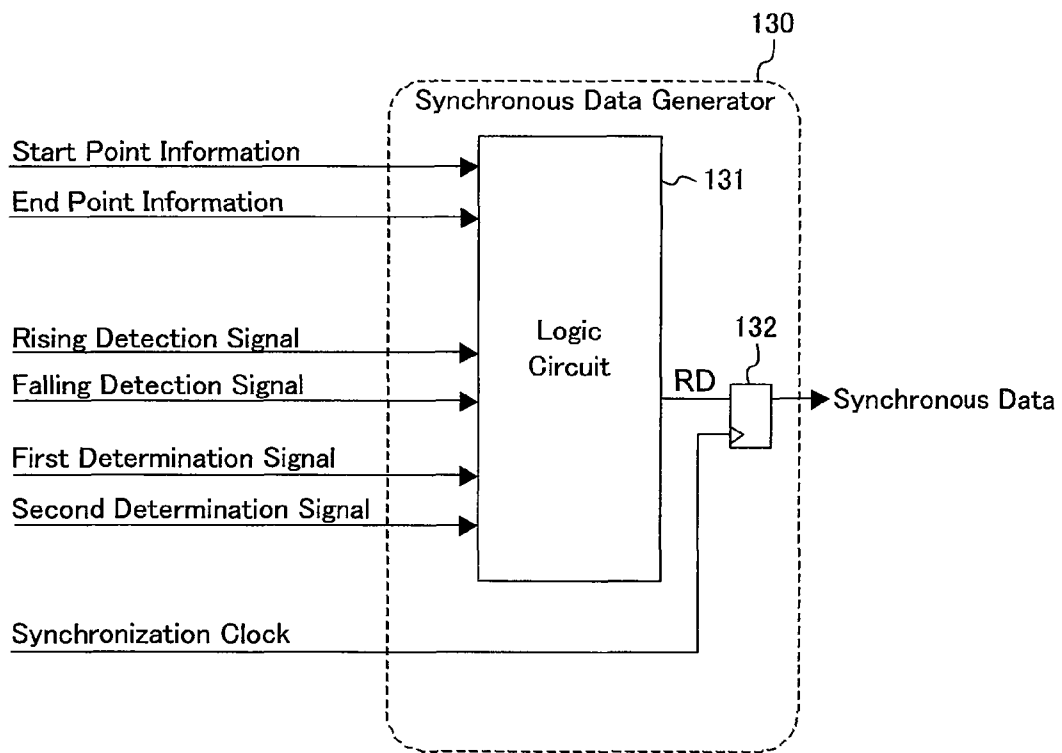 130
Synchronous Data Generator
Start Point Information
End Point Information
131
Rising Detection Signal
Falling Detection Signal
First Determination Signal
Second Determination Signal
Logic
Circuit
132
RD
Synchronous Data
Synchronization Clock